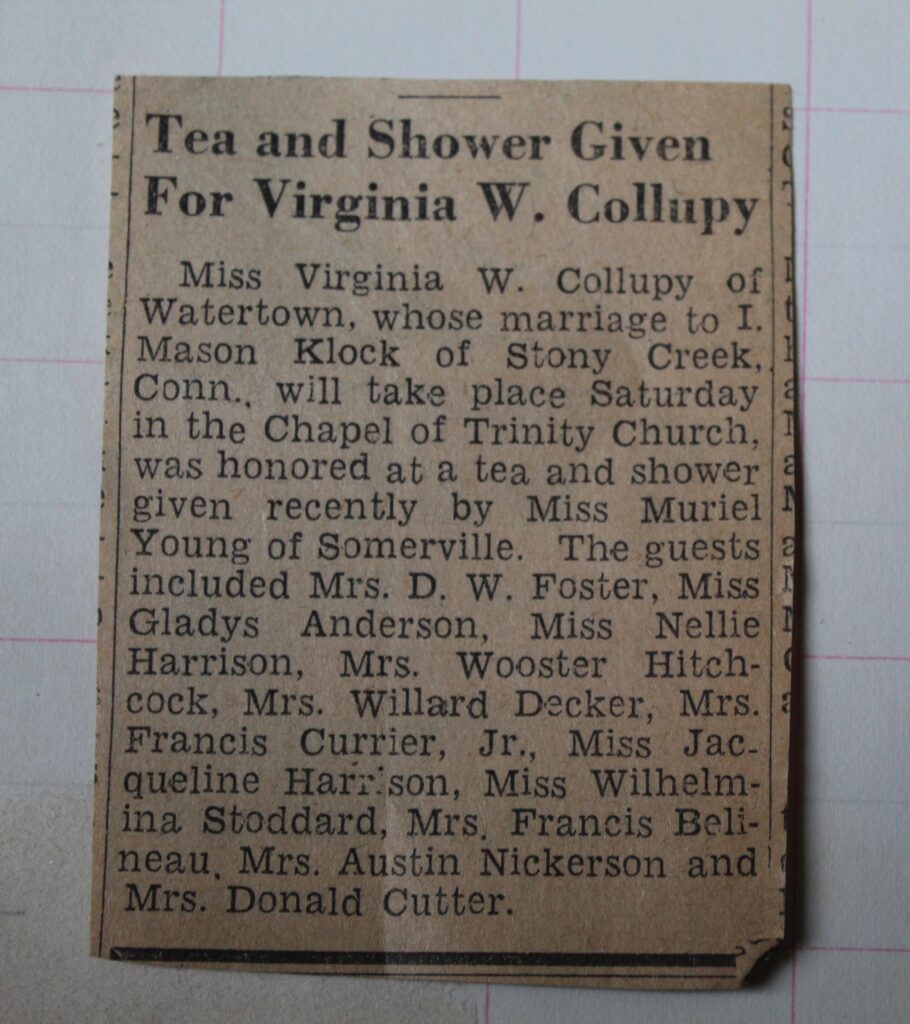 Tea and Shower Given
For Virginia W. Collupy
Miss Virginia W. Collupy of
Watertown, whose marriage to I.
Mason Klock of Stony Creek,
Conn., will take place Saturday
in the Chapel of Trinity Church,
was honored at a tea and shower
given recently by Miss Muriel
Young of Somerville. The guests
included Mrs. D. W. Foster, Miss
Gladys Anderson, Miss Nellie
Harrison, Mrs. Wooster Hitch-
cock, Mrs. Willard Decker, Mrs.
Francis Currier, Jr., Miss Jac-
queline Harrison, Miss Wilhelm-
ina Stoddard, Mrs. Francis Beli-
neau, Mrs. Austin Nickerson and
Mrs. Donald Cutter.